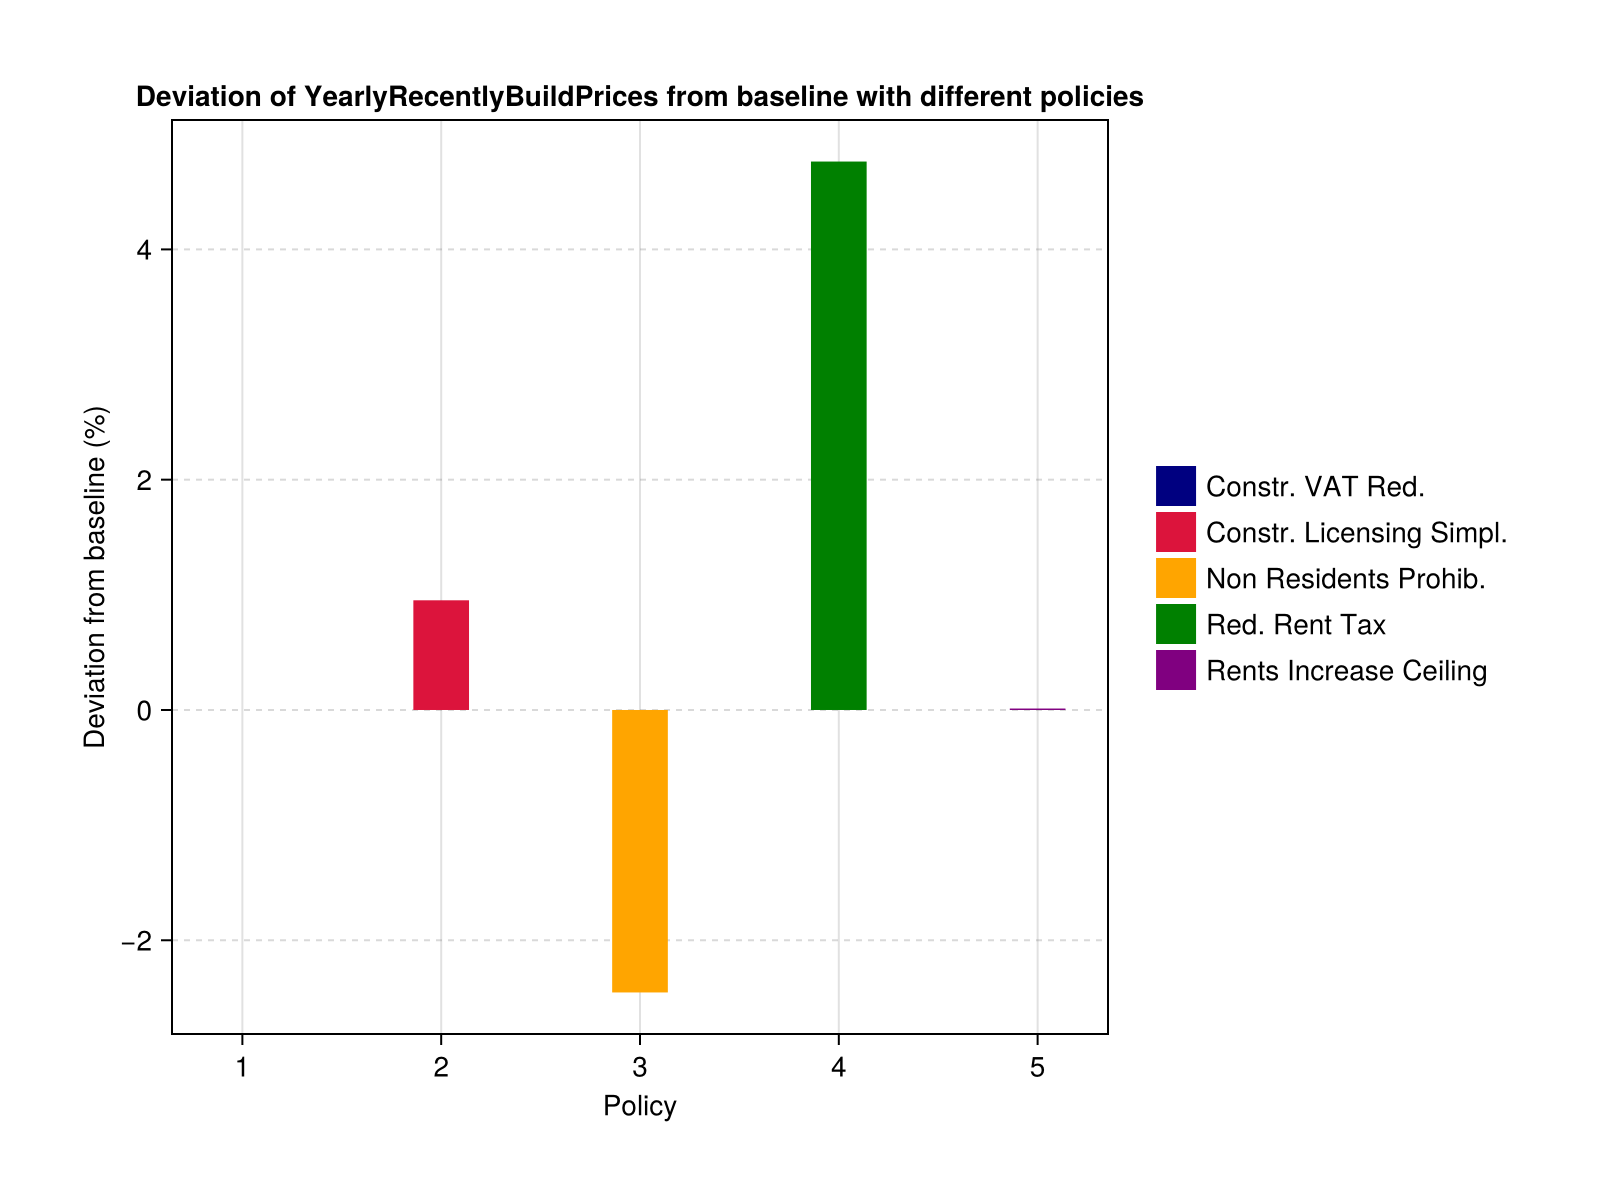 Deviation of YearlyRecentlyBuildPrices from baseline with different policies
Deviation from baseline (%)
4
2
0
−2
1 2 3 4 5
Policy
Constr. VAT Red.
Constr. Licensing Simpl.
Non Residents Prohib.
Red. Rent Tax
Rents Increase Ceiling